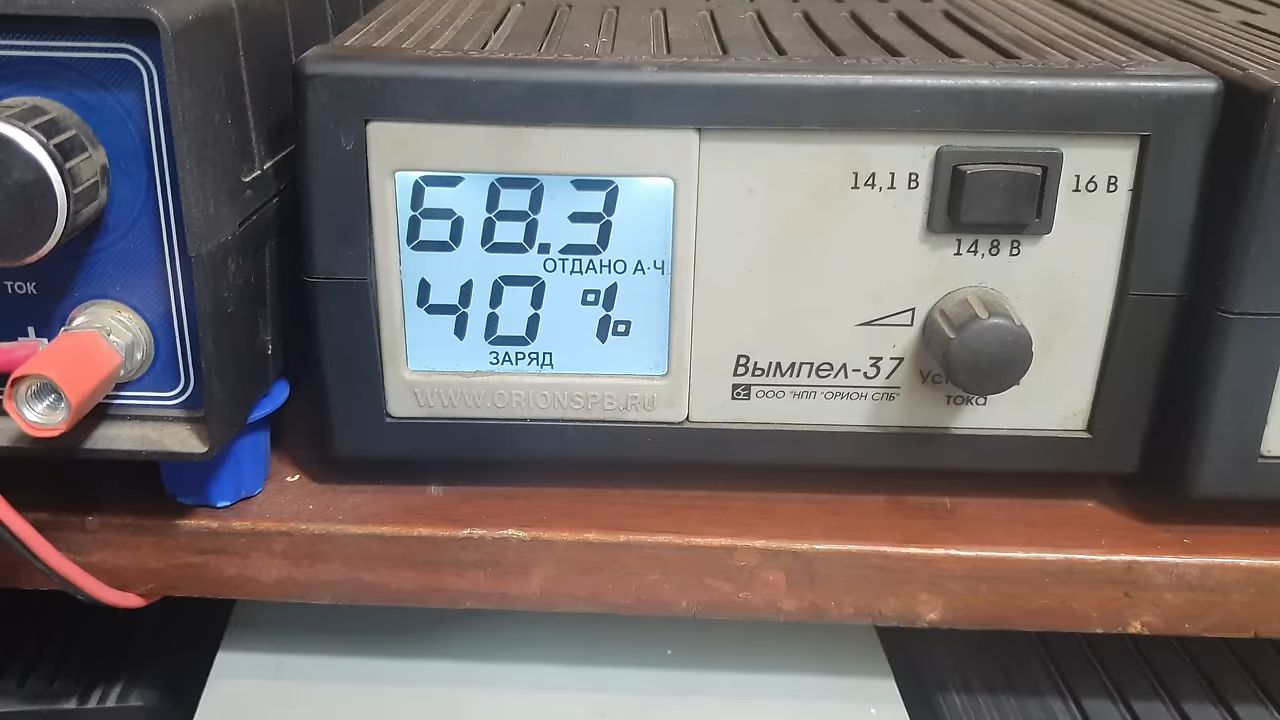 ТОК
68.3
ОТДАНО А·Ч
40 %
ЗАРЯД
WWW.ORIONSPB.RU
14,1 В
16 В
14,8 В
Вымпел-37
ООО "НПП "ОРИОН СПБ"
тока